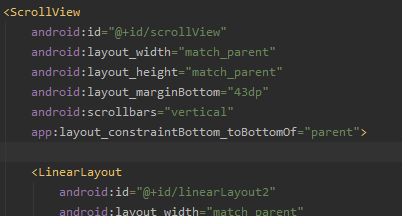 <ScrollView
android:id="@+id/scrollView"
android:layout_width="match_parent"
android:layout_height="match_parent"
android:layout_marginBottom="43dp"
android:scrollbars="vertical"
app:layout_constraintBottom_toBottomOf="parent">
<LinearLayout
android:id="@+id/linearLayout2"
android:layout_width="match_parent"